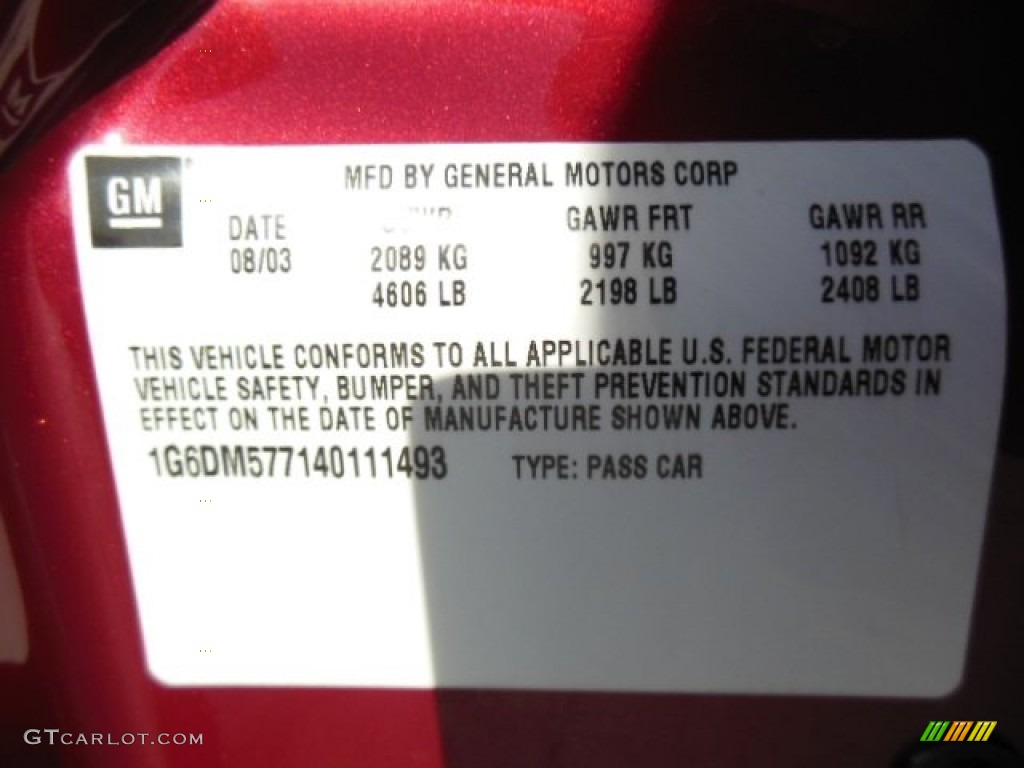 GM
MFD BY GENERAL MOTORS CORP
DATE GAWR FRT GAWR RR
08/03 2089 KG 997 KG 1092 KG
4606 LB 2198 LB 2408 LB
THIS VEHICLE CONFORMS TO ALL APPLICABLE U.S. FEDERAL MOTOR
VEHICLE SAFETY, BUMPER, AND THEFT PREVENTION STANDARDS IN
EFFECT ON THE DATE OF MANUFACTURE SHOWN ABOVE.
1G6DM577140111493 TYPE: PASS CAR
GTCARLOT.COM